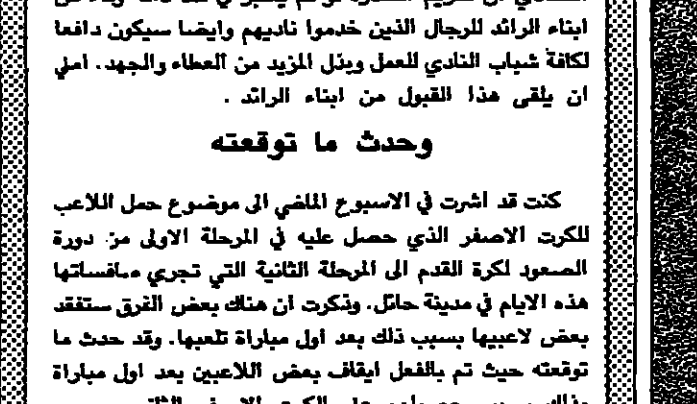 ابناء الرائد للرجال الذين خدموا ناديهم وايضا سيكون دافعا
لكافة شباب النادي للعمل وبذل المزيد من العطاء والجهد. املي
ان يلقى هذا القبول من ابناء الرائد .
وحدث ما توقعته
كنت قد اشرت في الاسبوع الماضي الى موضوع حمل اللاعب
للكرت الاصفر الذي حصل عليه في المرحلة الاولى من دورة
الصعود لكرة القدم الى المرحلة الثانية التي تجري منافساتها
هذه الايام في مدينة حائل. وذكرت ان هناك بعض الفرق ستفقد
بعض لاعبيها بسبب ذلك بعد اول مباراة تلعبها. وقد حدث ما
توقعته حيث تم بالفعل ايقاف بعض اللاعبين بعد اول مباراة